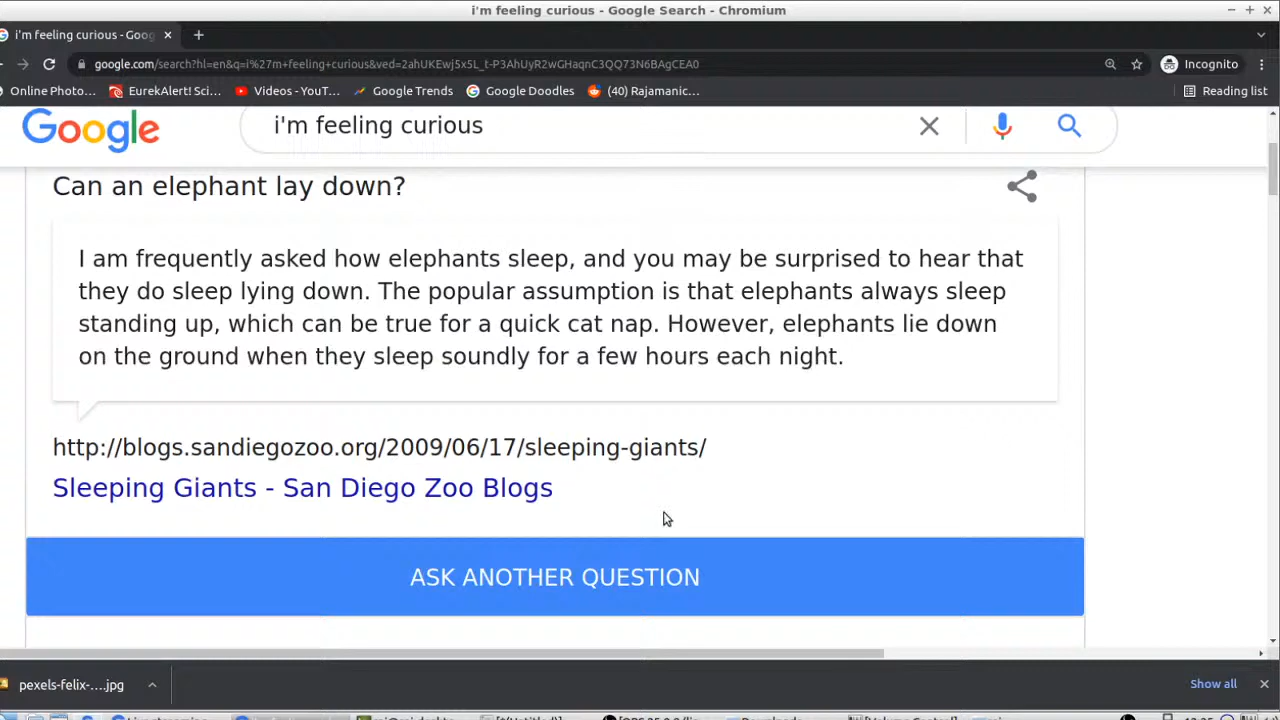 i'm feeling curious - Google Search - Chromium
i'm feeling curious - Goog
google.com/search?hl=en&q=i%27m+feeling+curious&ved=2ahUKEwj5x5L_t-P3AhUyR2wGHaqnC3QQ73N6BAgCEA0
Incognito
Online Photo… EurekAlert! Sci… Videos - YouT… Google Trends Google Doodles (40) Rajamanic… Reading list
Google i'm feeling curious
Can an elephant lay down?
I am frequently asked how elephants sleep, and you may be surprised to hear that
they do sleep lying down. The popular assumption is that elephants always sleep
standing up, which can be true for a quick cat nap. However, elephants lie down
on the ground when they sleep soundly for a few hours each night.
http://blogs.sandiegozoo.org/2009/06/17/sleeping-giants/
Sleeping Giants - San Diego Zoo Blogs
ASK ANOTHER QUESTION
pexels-felix-....jpg
Show all